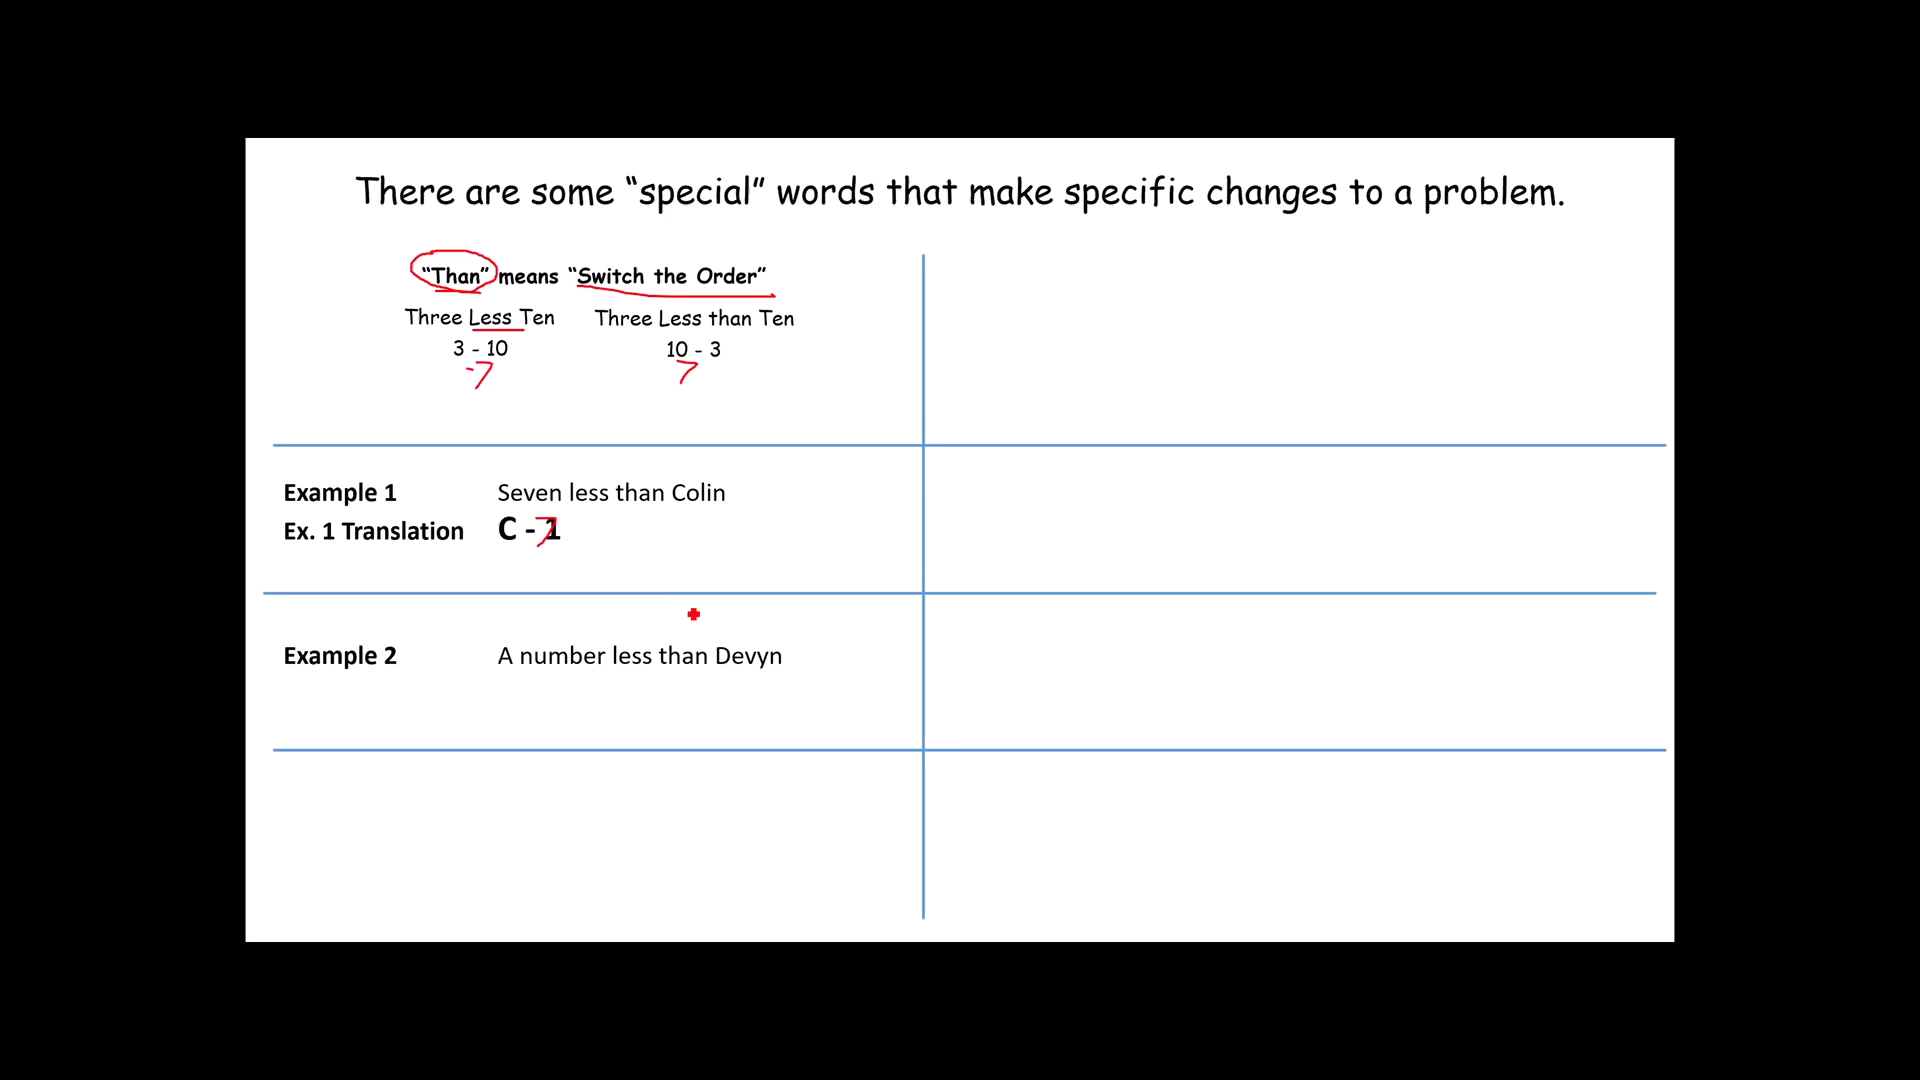 There are some “special” words that make specific changes to a problem.
“Than” means “Switch the Order”
Three Less Ten Three Less than Ten
3 - 10 10 - 3
-7 7
Example 1 Seven less than Colin
Ex. 1 Translation C - 7
Example 2 A number less than Devyn